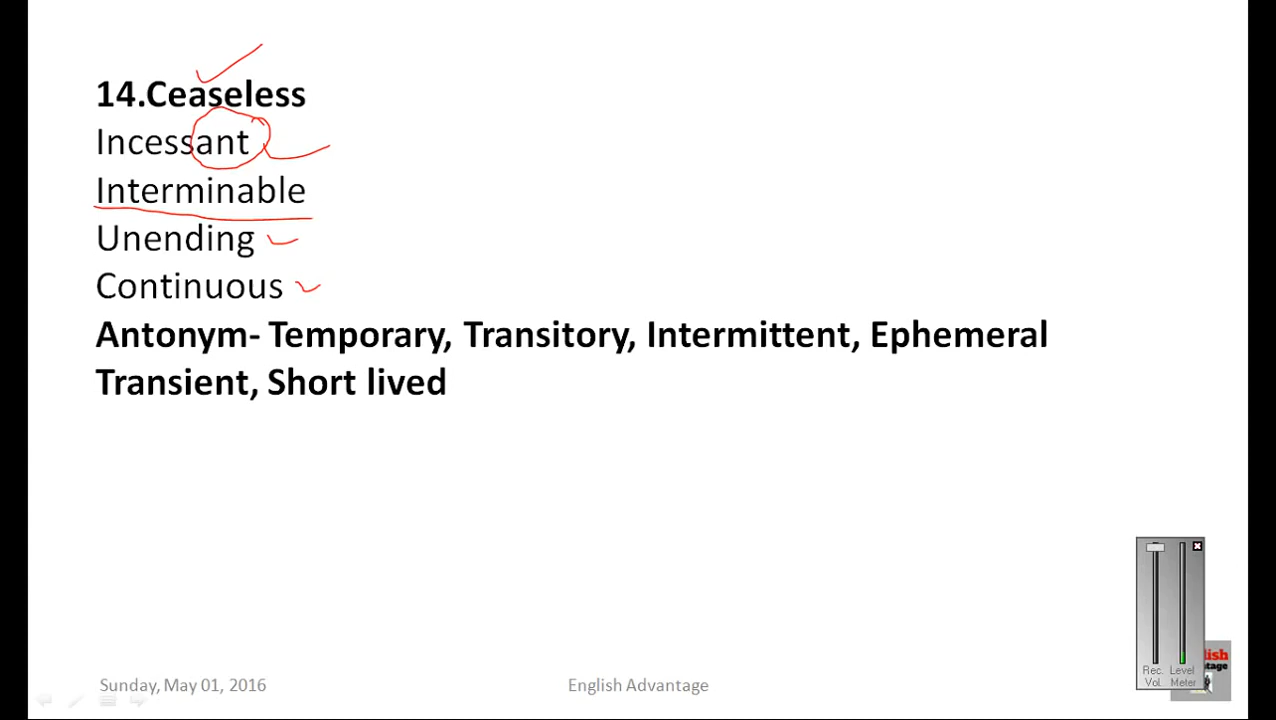 14.Ceaseless
Incessant
Interminable
Unending
Continuous
Antonym- Temporary, Transitory, Intermittent, Ephemeral
Transient, Short lived
Rec. Level
Vol. Meter
Sunday, May 01, 2016
English Advantage